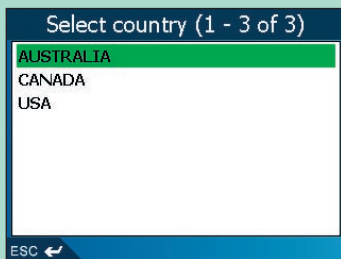 Select country (1 - 3 of 3)
AUSTRALIA
CANADA
USA
ESC